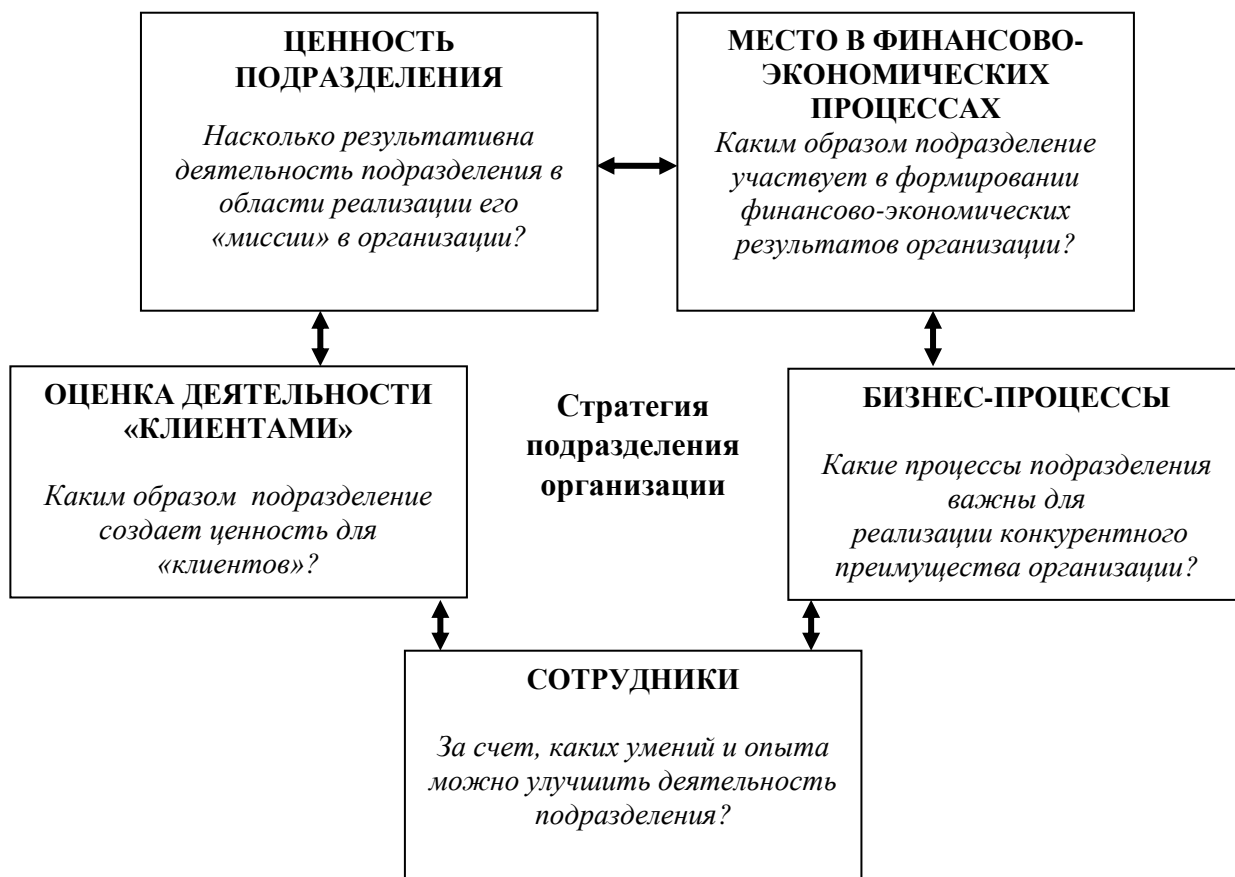 ЦЕННОСТЬ
ПОДРАЗДЕЛЕНИЯ
Насколько результативна
деятельность подразделения в
области реализации его
«миссии» в организации?
МЕСТО В ФИНАНСОВО-
ЭКОНОМИЧЕСКИХ
ПРОЦЕССАХ
Каким образом подразделение
участвует в формировании
финансово-экономических
результатов организации?
ОЦЕНКА ДЕЯТЕЛЬНОСТИ
«КЛИЕНТАМИ»
Каким образом подразделение
создает ценность для
«клиентов»?
Стратегия
подразделения
организации
БИЗНЕС-ПРОЦЕССЫ
Какие процессы подразделения
важны для
реализации конкурентного
преимущества организации?
СОТРУДНИКИ
За счет, каких умений и опыта
можно улучшить деятельность
подразделения?